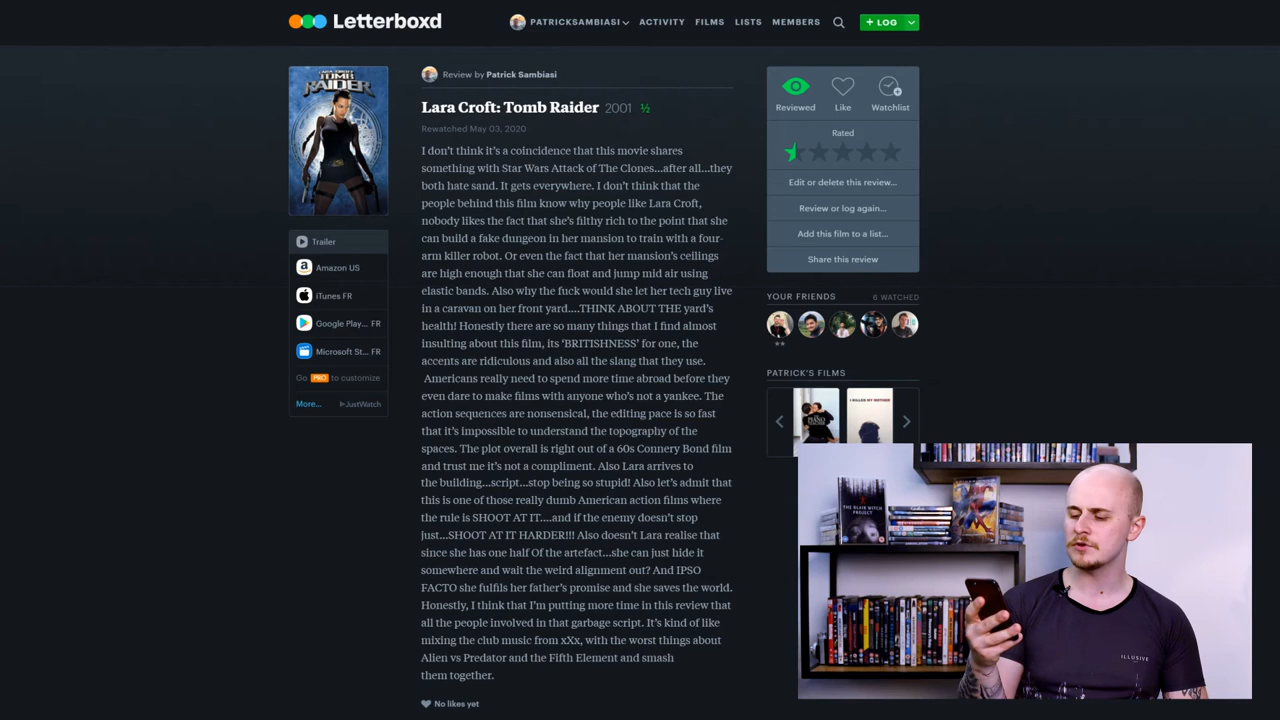 Letterboxd
PATRICKSAMBIASI
ACTIVITY
FILMS
LISTS
MEMBERS
+ LOG
LARA CROFT
TOMB RAIDER
Review by Patrick Sambiasi
Lara Croft: Tomb Raider 2001 ½
Rewatched May 03, 2020
I don’t think it’s a coincidence that this movie shares
something with Star Wars Attack of The Clones...after all...they
both hate sand. It gets everywhere. I don’t think that the
people behind this film know why people like Lara Croft,
nobody likes the fact that she’s filthy rich to the point that she
can build a fake dungeon in her mansion to train with a four-
arm killer robot. Or even the fact that her mansion’s ceilings
are high enough that she can float and jump mid air using
elastic bands. Also why the fuck would she let her tech guy live
in a caravan on her front yard....THINK ABOUT THE yard’s
health! Honestly there are so many things that I find almost
insulting about this film, its ‘BRITISHNESS’ for one, the
accents are ridiculous and also all the slang that they use.
Americans really need to spend more time abroad before they
even dare to make films with anyone who’s not a yankee. The
action sequences are nonsensical, the editing pace is so fast
that it’s impossible to understand the topography of the
spaces. The plot overall is right out of a 60s Connery Bond film
and trust me it’s not a compliment. Also Lara arrives to
the building...script...stop being so stupid! Also let’s admit that
this is one of those really dumb American action films where
the rule is SHOOT AT IT....and if the enemy doesn’t stop
just...SHOOT AT IT HARDER!!! Also doesn’t Lara realise that
since she has one half Of the artefact...she can just hide it
somewhere and wait the weird alignment out? And IPSO
FACTO she fulfils her father’s promise and she saves the world.
Honestly, I think that I’m putting more time in this review that
all the people involved in that garbage script. It’s kind of like
mixing the club music from xXx, with the worst things about
Alien vs Predator and the Fifth Element and smash
them together.
No likes yet
Trailer
Amazon US
iTunes FR
Google Play... FR
Microsoft St... FR
Go PRO to customize
More...
JustWatch
Reviewed
Like
Watchlist
Rated
Edit or delete this review...
Review or log again...
Add this film to a list...
Share this review
YOUR FRIENDS
6 WATCHED
PATRICK’S FILMS
THE PIANO TEACHER
I KILLED MY MOTHER
THE BLAIR WITCH
PROJECT
ILLUSIVE